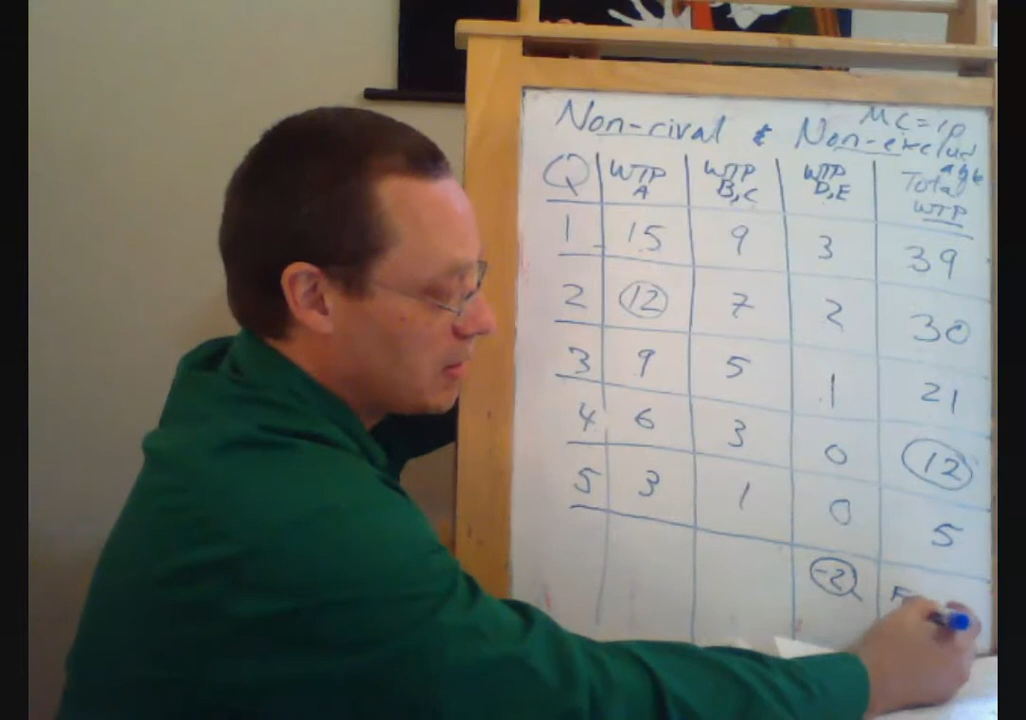 MC=10
Non-rival & Non-exclud
able
Q WTP A WTP B,C WTP D,E Total WTP
1 15 9 3 39
2 12 7 2 30
3 9 5 1 21
4 6 3 0 12
5 3 1 0 5
-2